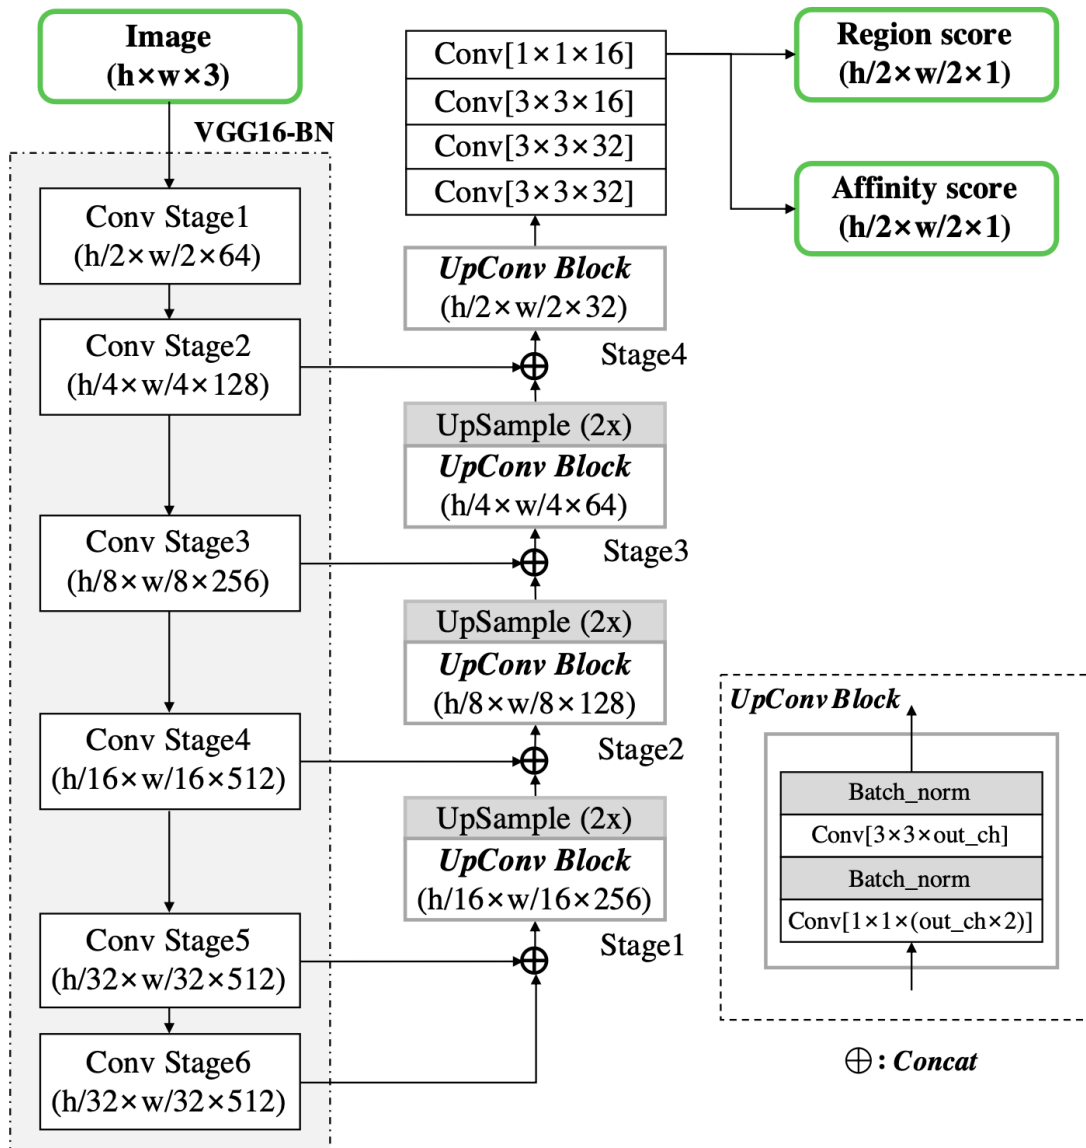 Image
(h×w×3)
VGG16-BN
Conv Stage1
(h/2×w/2×64)
Conv Stage2
(h/4×w/4×128)
Conv Stage3
(h/8×w/8×256)
Conv Stage4
(h/16×w/16×512)
Conv Stage5
(h/32×w/32×512)
Conv Stage6
(h/32×w/32×512)
Conv[1×1×16]
Conv[3×3×16]
Conv[3×3×32]
Conv[3×3×32]
UpConv Block
(h/2×w/2×32)
Stage4
UpSample (2x)
UpConv Block
(h/4×w/4×64)
Stage3
UpSample (2x)
UpConv Block
(h/8×w/8×128)
Stage2
UpSample (2x)
UpConv Block
(h/16×w/16×256)
Stage1
Region score
(h/2×w/2×1)
Affinity score
(h/2×w/2×1)
UpConv Block
Batch_norm
Conv[3×3×out_ch]
Batch_norm
Conv[1×1×(out_ch×2)]
⊕ : Concat